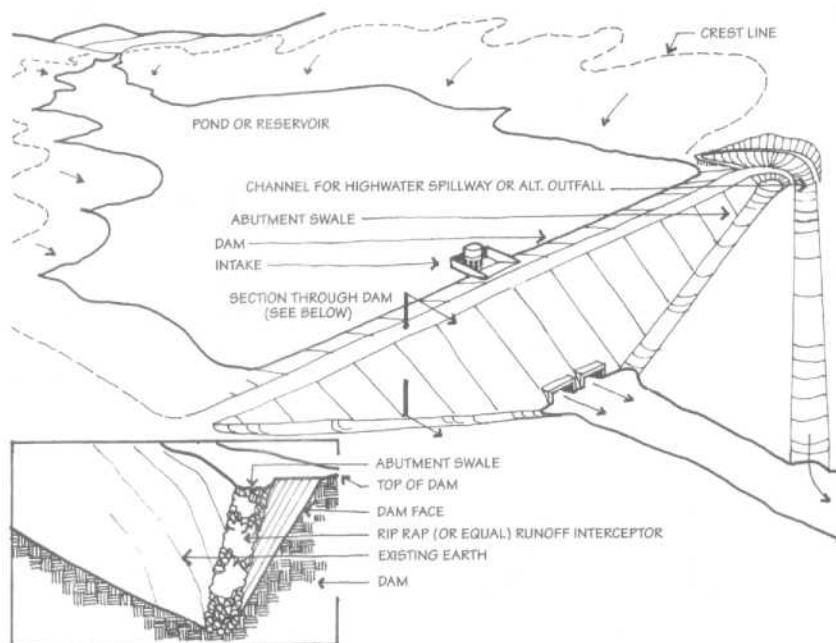 CREST LINE
POND OR RESERVOIR
CHANNEL FOR HIGHWATER SPILLWAY OR ALT. OUTFALL
ABUTMENT SWALE
DAM
INTAKE
SECTION THROUGH DAM
(SEE BELOW)
ABUTMENT SWALE
TOP OF DAM
DAM FACE
RIP RAP (OR EQUAL) RUNOFF INTERCEPTOR
EXISTING EARTH
DAM